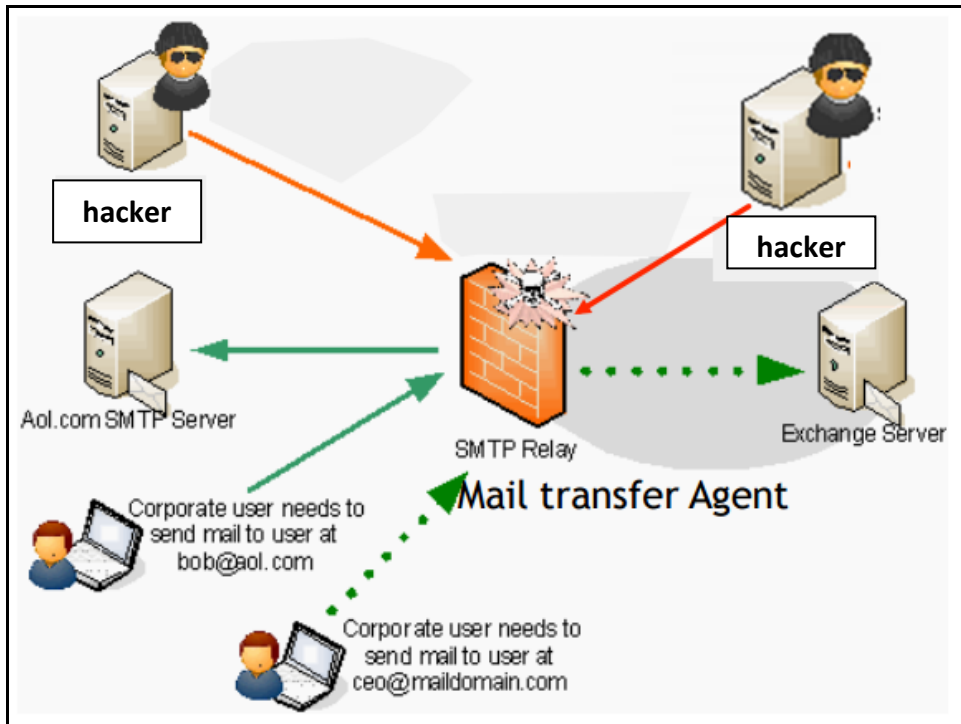 hacker
hacker
Aol.com SMTP Server
SMTP Relay
Exchange Server
Mail transfer Agent
Corporate user needs to
send mail to user at
bob@aol.com
Corporate user needs to
send mail to user at
ceo@maildomain.com